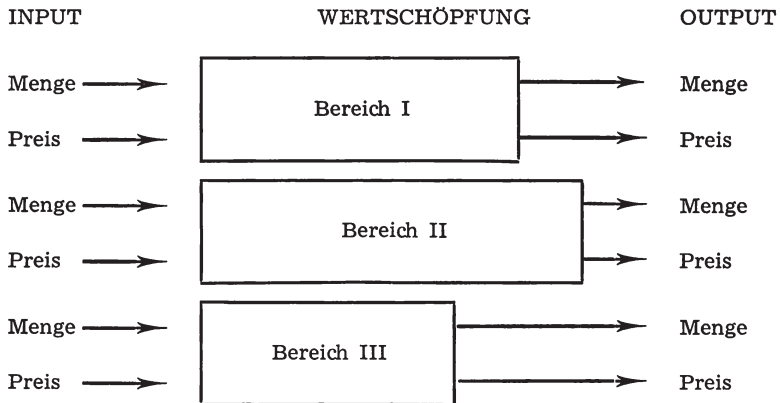 INPUT WERTSCHÖPFUNG OUTPUT
Menge Menge
Bereich I
Preis Preis
Menge Menge
Bereich II
Preis Preis
Menge Menge
Bereich III
Preis Preis